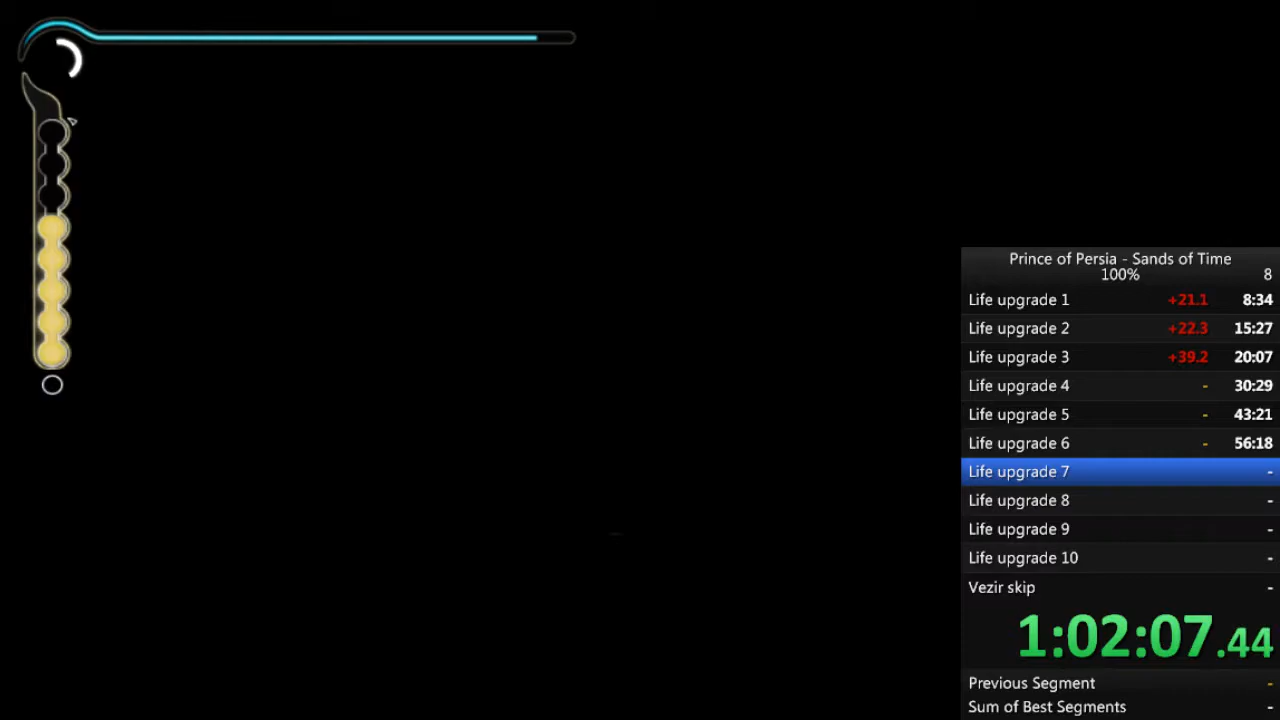 Prince of Persia - Sands of Time
100% 8
Life upgrade 1 +21.1 8:34
Life upgrade 2 +22.3 15:27
Life upgrade 3 +39.2 20:07
Life upgrade 4 - 30:29
Life upgrade 5 - 43:21
Life upgrade 6 - 56:18
Life upgrade 7 -
Life upgrade 8 -
Life upgrade 9 -
Life upgrade 10 -
Vezir skip -
1:02:07.44
Previous Segment -
Sum of Best Segments -